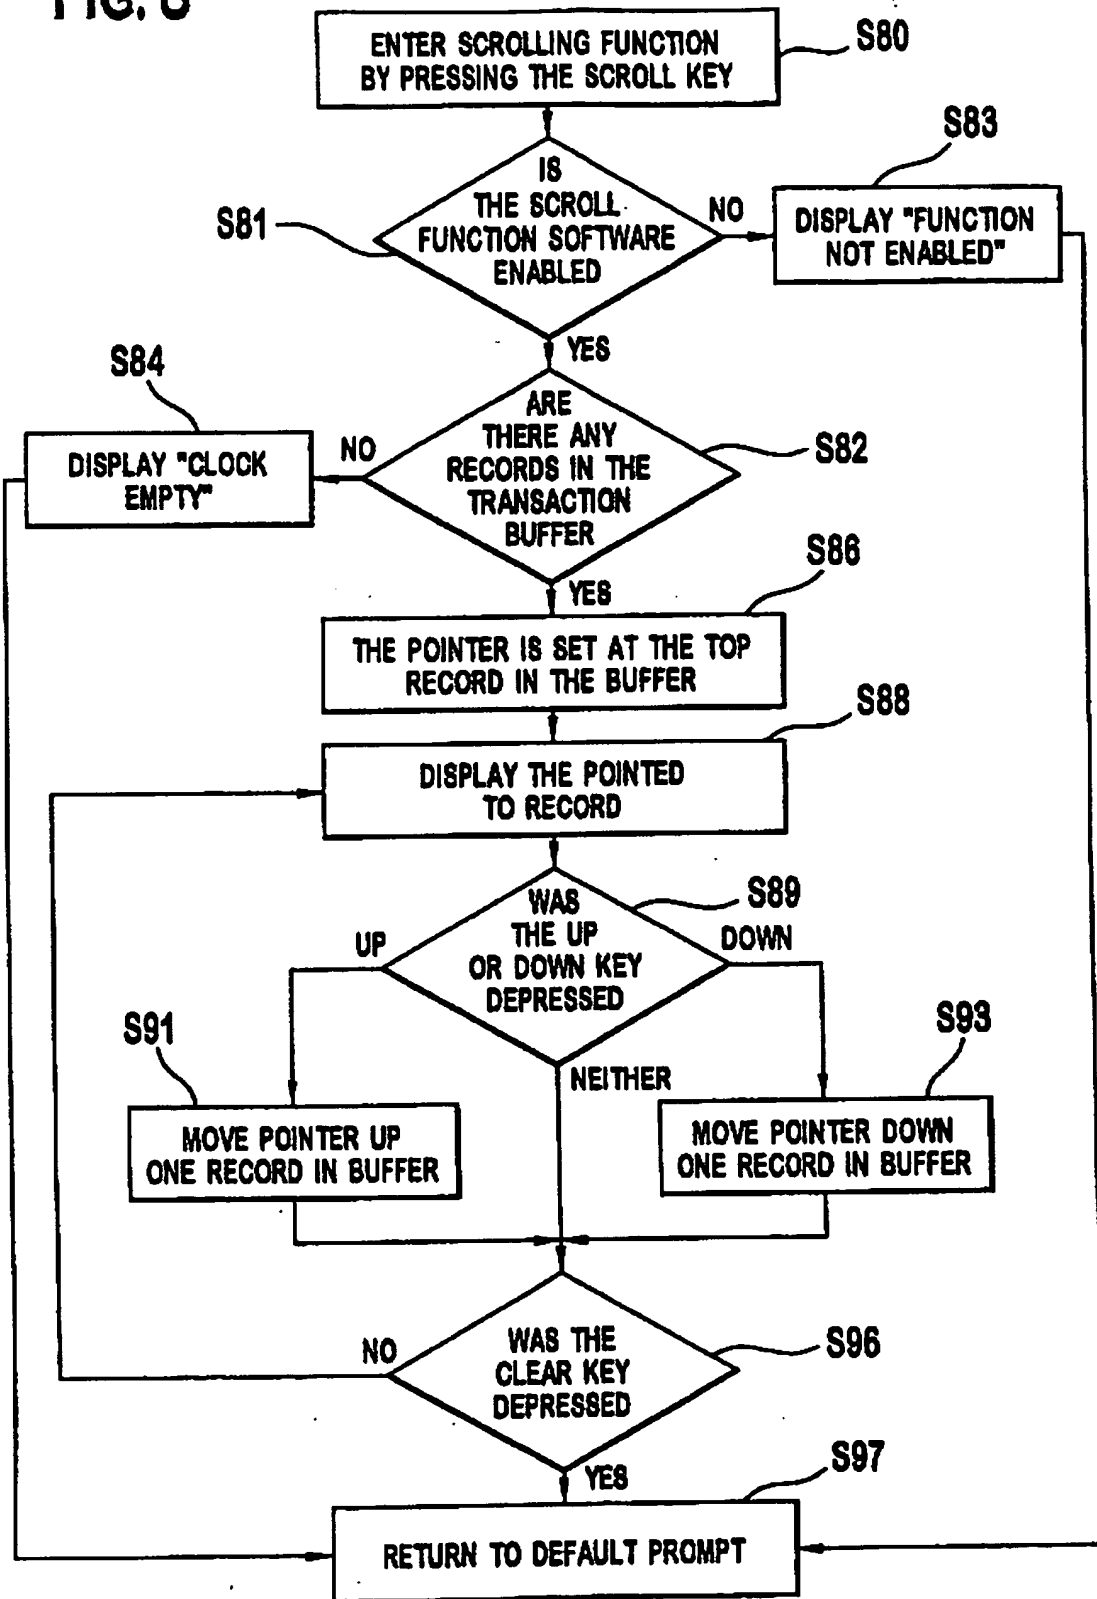 ENTER SCROLLING FUNCTION
BY PRESSING THE SCROLL KEY
S80
IS
THE SCROLL
FUNCTION SOFTWARE
ENABLED
S81
NO
S83
DISPLAY "FUNCTION
NOT ENABLED"
YES
S84
DISPLAY "CLOCK
EMPTY"
NO
ARE
THERE ANY
RECORDS IN THE
TRANSACTION
BUFFER
S82
YES
S86
THE POINTER IS SET AT THE TOP
RECORD IN THE BUFFER
S88
DISPLAY THE POINTED
TO RECORD
WAS
THE UP
OR DOWN KEY
DEPRESSED
S89
UP
DOWN
NEITHER
S91
MOVE POINTER UP
ONE RECORD IN BUFFER
S93
MOVE POINTER DOWN
ONE RECORD IN BUFFER
NO
WAS THE
CLEAR KEY
DEPRESSED
S96
YES
S97
RETURN TO DEFAULT PROMPT